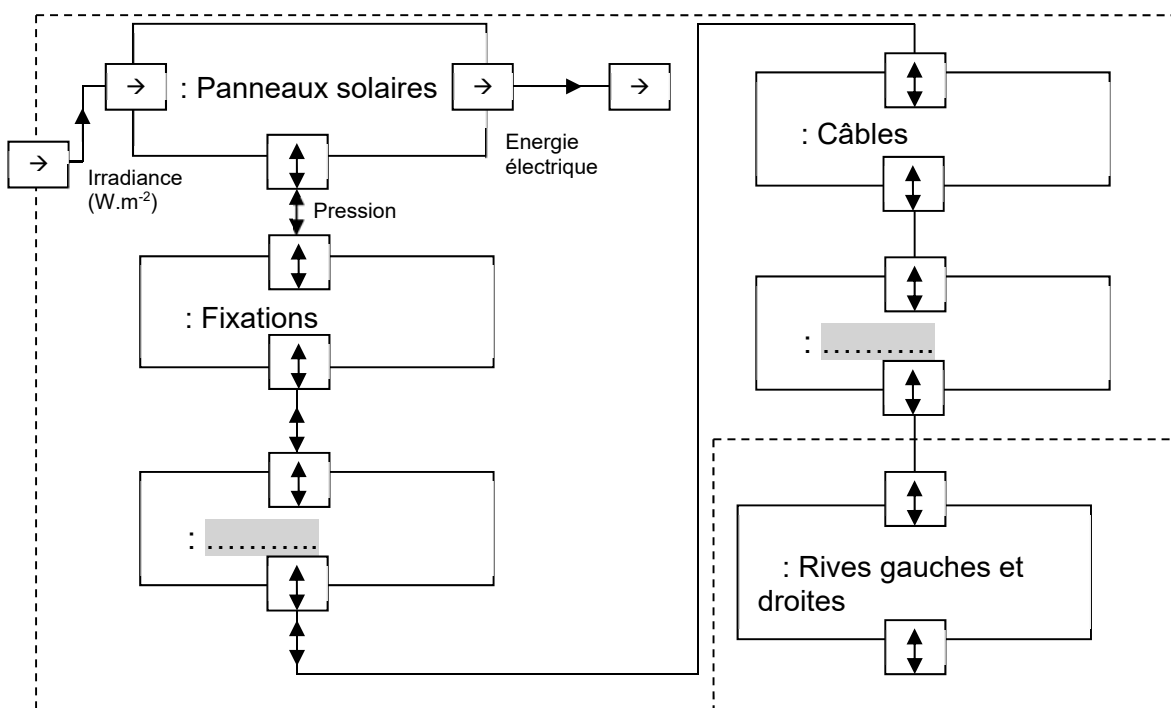 : Panneaux solaires
Irradiance
(W.m-2)
Energie
électrique
Pression
: Fixations
: ...........
: Câbles
: ...........
: Rives gauches et
droites